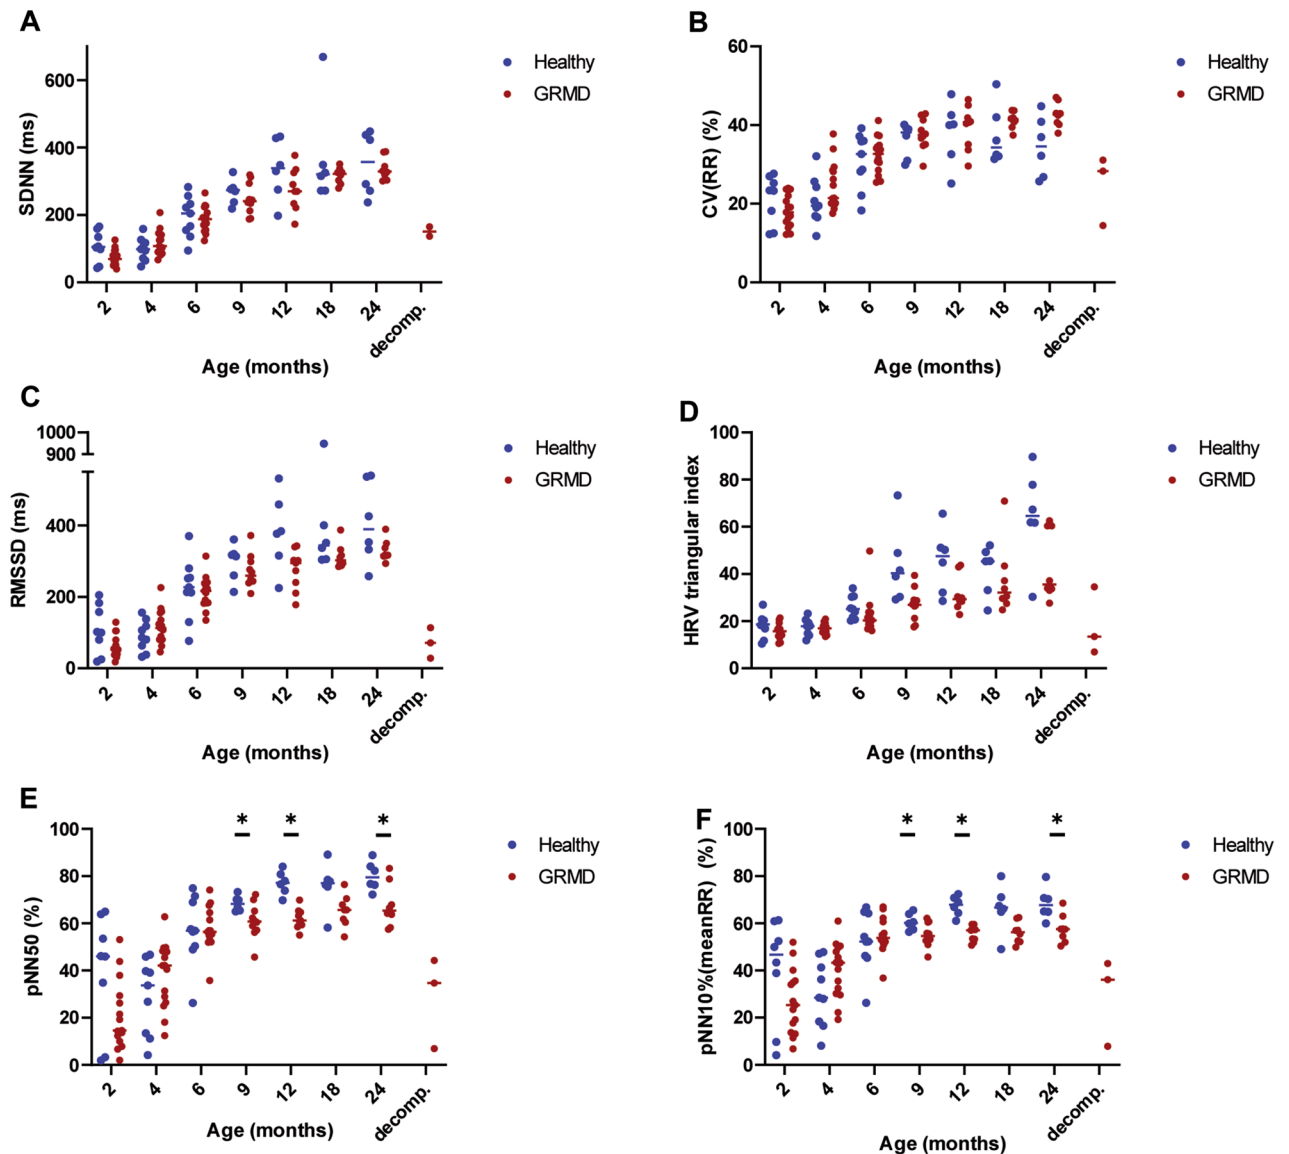 A
SDNN (ms)
600
400
200
0
2
4
6
9
12
18
24
decomp.
Age (months)
Healthy
GRMD
B
CV(RR) (%)
60
40
20
0
2
4
6
9
12
18
24
decomp.
Age (months)
Healthy
GRMD
C
RMSSD (ms)
1000
900
400
200
0
2
4
6
9
12
18
24
decomp.
Age (months)
Healthy
GRMD
D
HRV triangular index
100
80
60
40
20
0
2
4
6
9
12
18
24
decomp.
Age (months)
Healthy
GRMD
E
pNN50 (%)
100
80
60
40
20
0
* * *
2
4
6
9
12
18
24
decomp.
Age (months)
Healthy
GRMD
F
pNN10%(meanRR) (%)
100
80
60
40
20
0
* * *
2
4
6
9
12
18
24
decomp.
Age (months)
Healthy
GRMD